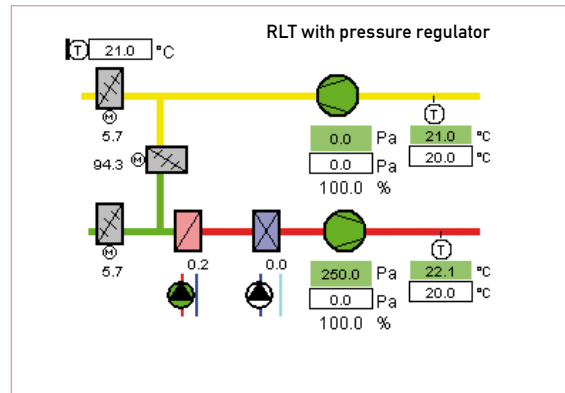 RLT with pressure regulator
T 21.0 °C
M
5.7
T
0.0 Pa 21.0 °C
0.0 Pa 20.0 °C
100.0 %
94.3 M
M
5.7
0.2
0.0
T
250.0 Pa 22.1 °C
0.0 Pa 20.0 °C
100.0 %